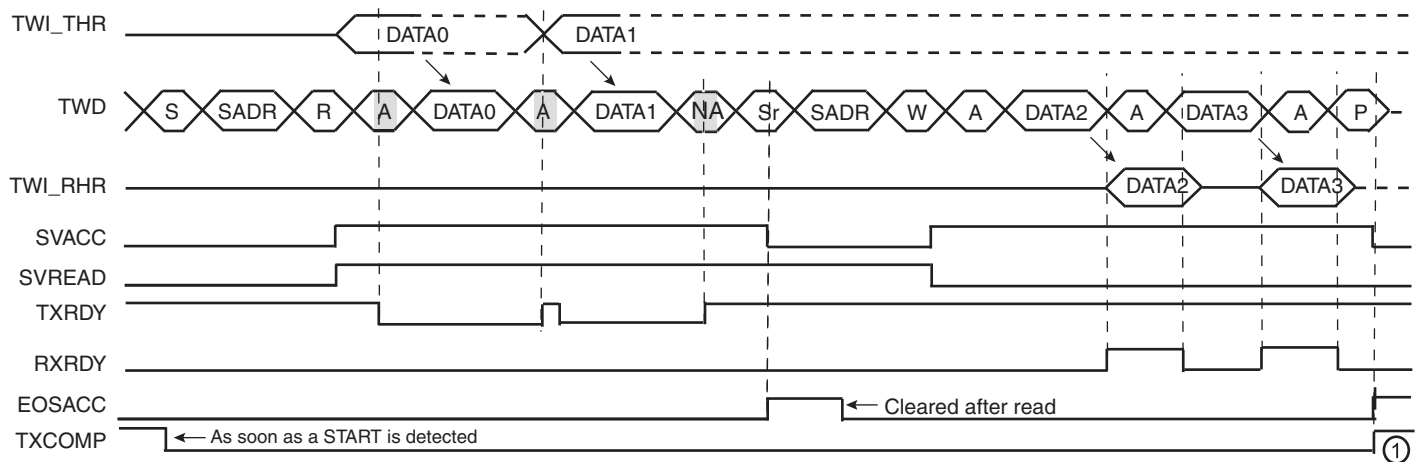 TWI_THR DATA0 DATA1
TWD S SADR R A DATA0 A DATA1 NA Sr SADR W A DATA2 A DATA3 A P
TWI_RHR DATA2 DATA3
SVACC
SVREAD
TXRDY
RXRDY
EOSACC Cleared after read
TXCOMP As soon as a START is detected 1